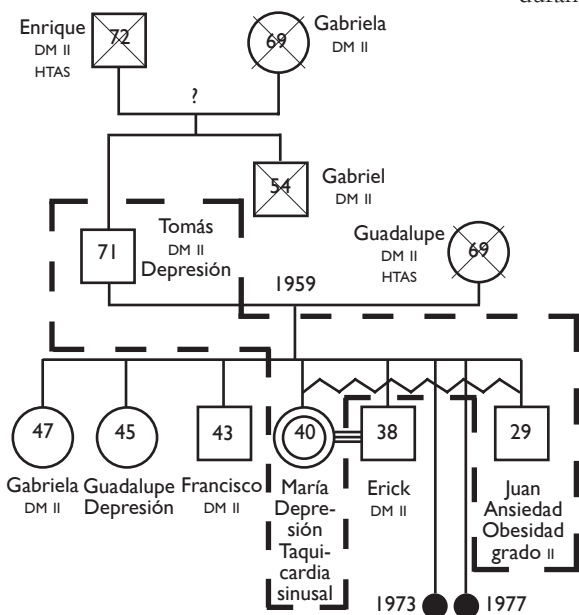 duran
Enrique
DM II
HTAS
72
69
Gabriela
DM II
?
54
Gabriel
DM II
71
Tomás
DM II
Depresión
Guadalupe
DM II
HTAS
69
1959
47
45
43
40
38
29
Gabriela
DM II
Guadalupe
Depresión
Francisco
DM II
María
Depre-
sión
Taqui-
cardia
sinusal
Erick
DM II
Juan
Ansiedad
Obesidad
grado II
1973
1977